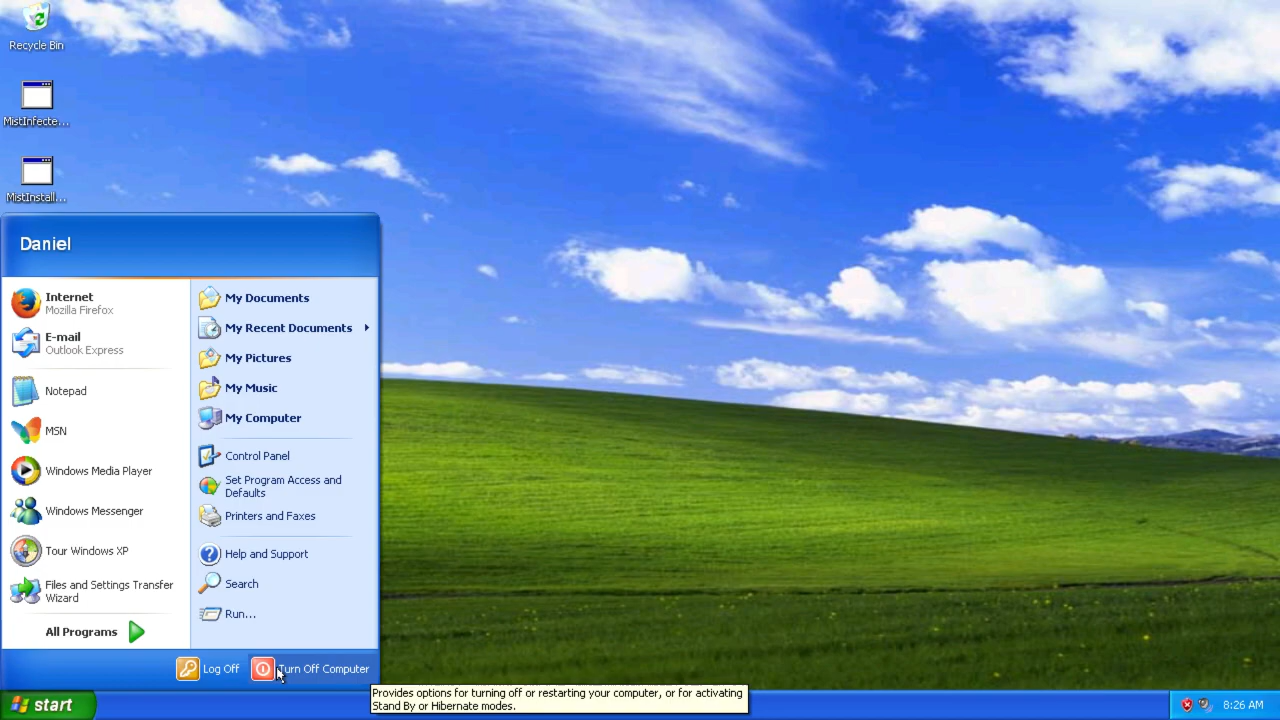 Recycle Bin
MistInfecte...
MistInstall...
Daniel
Internet
Mozilla Firefox
E-mail
Outlook Express
Notepad
MSN
Windows Media Player
Windows Messenger
Tour Windows XP
Files and Settings Transfer
Wizard
All Programs
My Documents
My Recent Documents
My Pictures
My Music
My Computer
Control Panel
Set Program Access and
Defaults
Printers and Faxes
Help and Support
Search
Run...
Log Off
Turn Off Computer
Provides options for turning off or restarting your computer, or for activating
Stand By or Hibernate modes.
start
8:26 AM